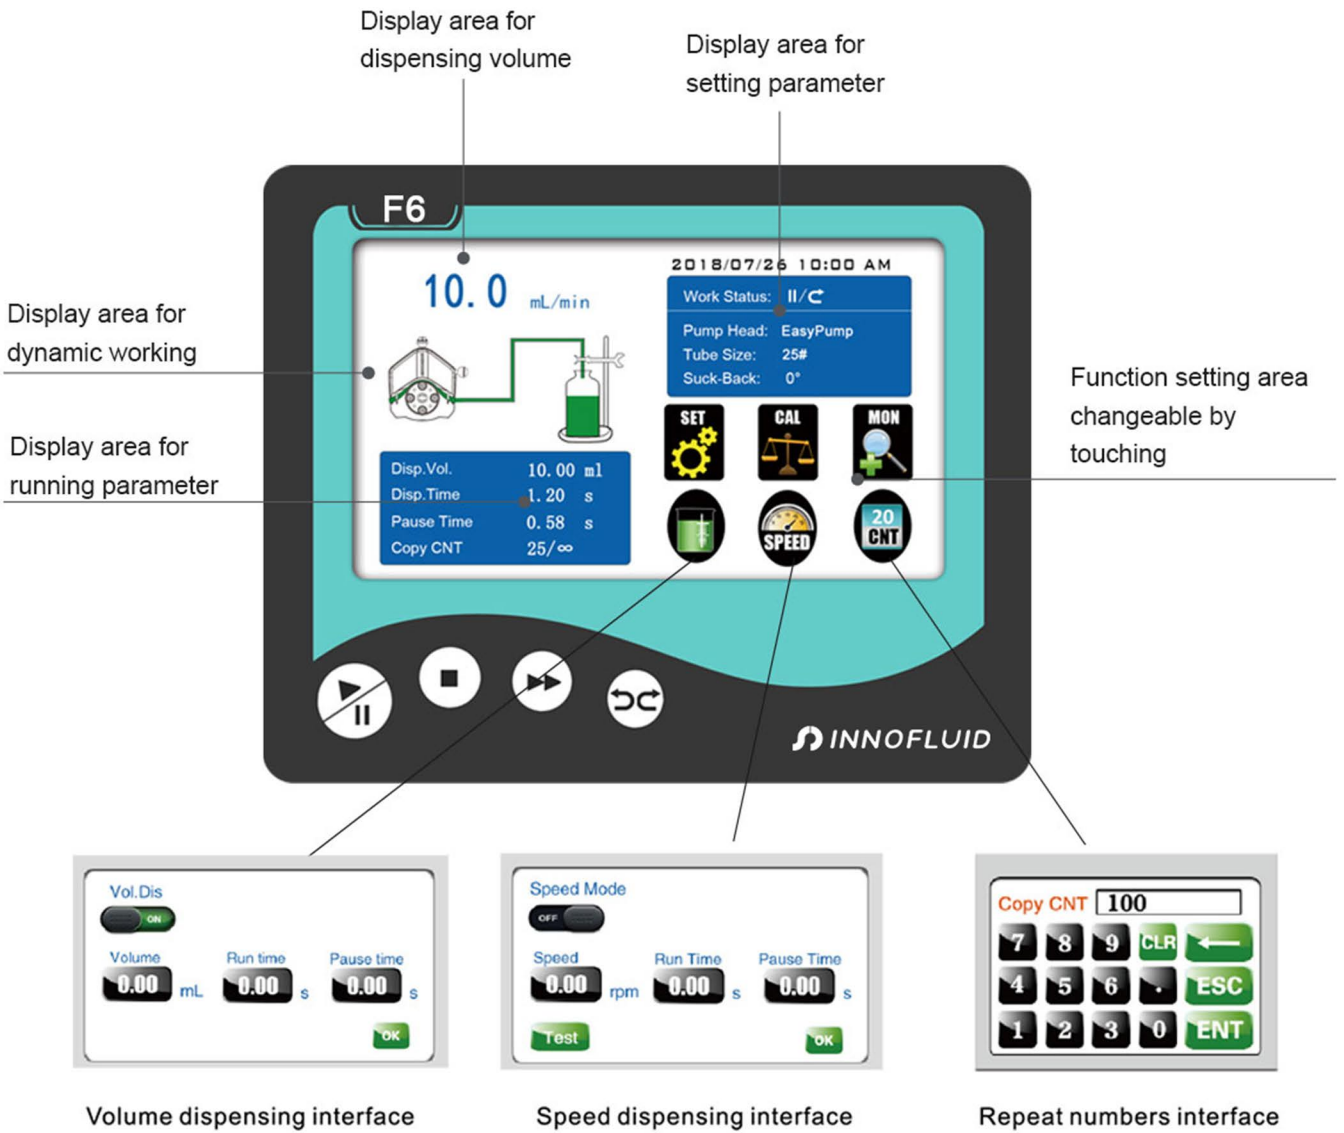 Display area for
dispensing volume
Display area for
setting parameter
F6
2018/07/26 10:00 AM
10.0 mL/min
Work Status: II/
Pump Head: EasyPump
Tube Size: 25#
Suck-Back: 0°
Display area for
dynamic working
Function setting area
changeable by
touching
SET CAL MON
Display area for
running parameter
Disp.Vol. 10.00 ml
Disp.Time 1.20 s
Pause Time 0.58 s
Copy CNT 25/∞
SPEED
20
CNT
INNOFLUID
Vol.Dis
ON
Volume Run time Pause time
0.00 mL 0.00 s 0.00 s
OK
Volume dispensing interface
Speed Mode
OFF
Speed Run Time Pause Time
0.00 rpm 0.00 s 0.00 s
Test OK
Speed dispensing interface
Copy CNT 100
7 8 9 CLR ←
4 5 6 . ESC
1 2 3 0 ENT
Repeat numbers interface